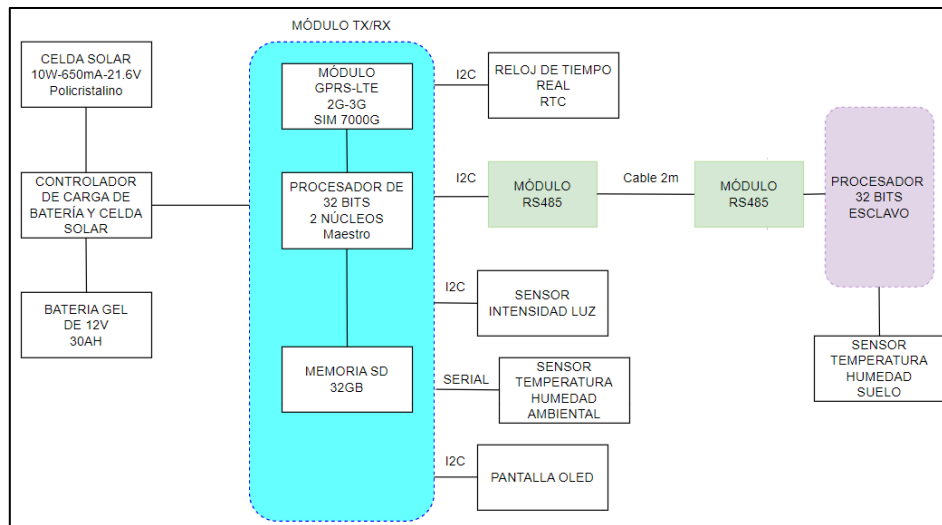 MÓDULO TX/RX
CELDA SOLAR
10W-650mA-21.6V
Policristalino
CONTROLADOR
DE CARGA DE
BATERÍA Y CELDA
SOLAR
BATERIA GEL
DE 12V
30AH
MÓDULO
GPRS-LTE
2G-3G
SIM 7000G
PROCESADOR DE
32 BITS
2 NÚCLEOS
Maestro
MEMORIA SD
32GB
I2C
RELOJ DE TIEMPO
REAL
RTC
I2C
MÓDULO
RS485
Cable 2m
MÓDULO
RS485
PROCESADOR
32 BITS
ESCLAVO
I2C
SENSOR
INTENSIDAD LUZ
SERIAL
SENSOR
TEMPERATURA
HUMEDAD
AMBIENTAL
I2C
PANTALLA OLED
SENSOR
TEMPERATURA
HUMEDAD
SUELO